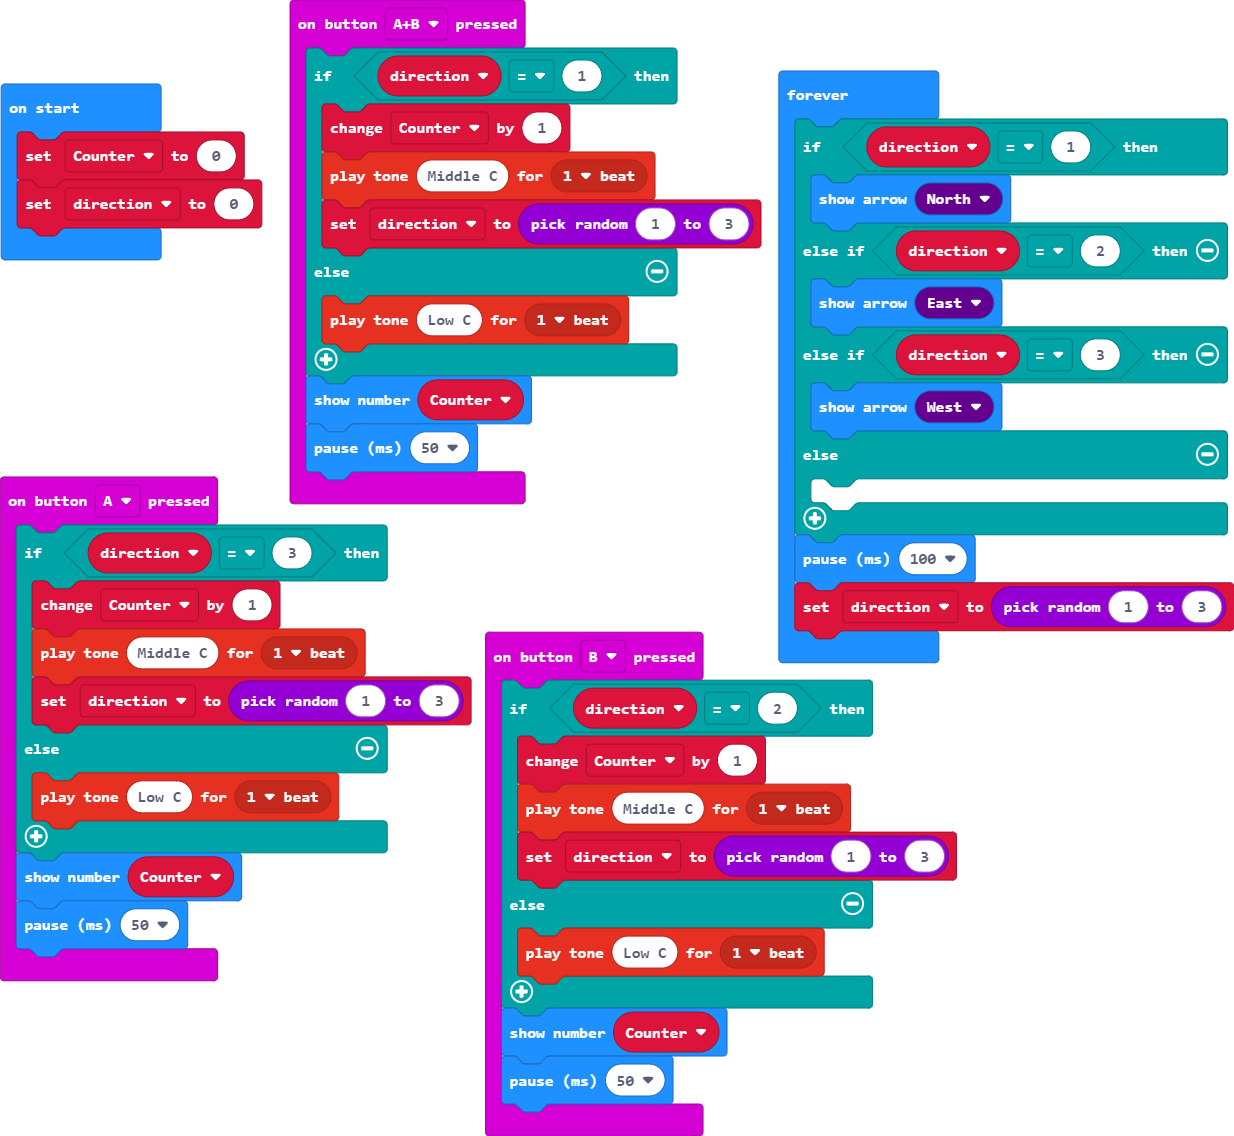 on start
set Counter to 0
set direction to 0
on button A+B pressed
if direction = 1 then
change Counter by 1
play tone Middle C for 1 beat
set direction to pick random 1 to 3
else
play tone Low C for 1 beat
show number Counter
pause (ms) 50
forever
if direction = 1 then
show arrow North
else if direction = 2 then
show arrow East
else if direction = 3 then
show arrow West
else
pause (ms) 100
set direction to pick random 1 to 3
on button A pressed
if direction = 3 then
change Counter by 1
play tone Middle C for 1 beat
set direction to pick random 1 to 3
else
play tone Low C for 1 beat
show number Counter
pause (ms) 50
on button B pressed
if direction = 2 then
change Counter by 1
play tone Middle C for 1 beat
set direction to pick random 1 to 3
else
play tone Low C for 1 beat
show number Counter
pause (ms) 50